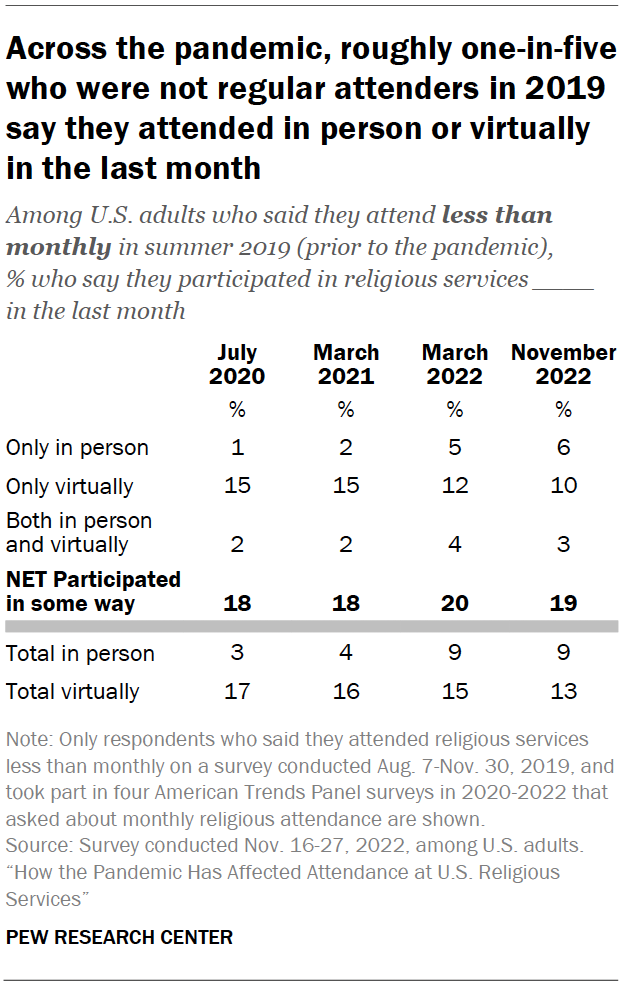 Across the pandemic, roughly one-in-five
who were not regular attenders in 2019
say they attended in person or virtually
in the last month
Among U.S. adults who said they attend less than
monthly in summer 2019 (prior to the pandemic),
% who say they participated in religious services ____
in the last month
July 2020 March 2021 March 2022 November 2022
% % % %
Only in person 1 2 5 6
Only virtually 15 15 12 10
Both in person
and virtually 2 2 4 3
NET Participated
in some way 18 18 20 19
Total in person 3 4 9 9
Total virtually 17 16 15 13
Note: Only respondents who said they attended religious services
less than monthly on a survey conducted Aug. 7-Nov. 30, 2019, and
took part in four American Trends Panel surveys in 2020-2022 that
asked about monthly religious attendance are shown.
Source: Survey conducted Nov. 16-27, 2022, among U.S. adults.
“How the Pandemic Has Affected Attendance at U.S. Religious
Services”
PEW RESEARCH CENTER